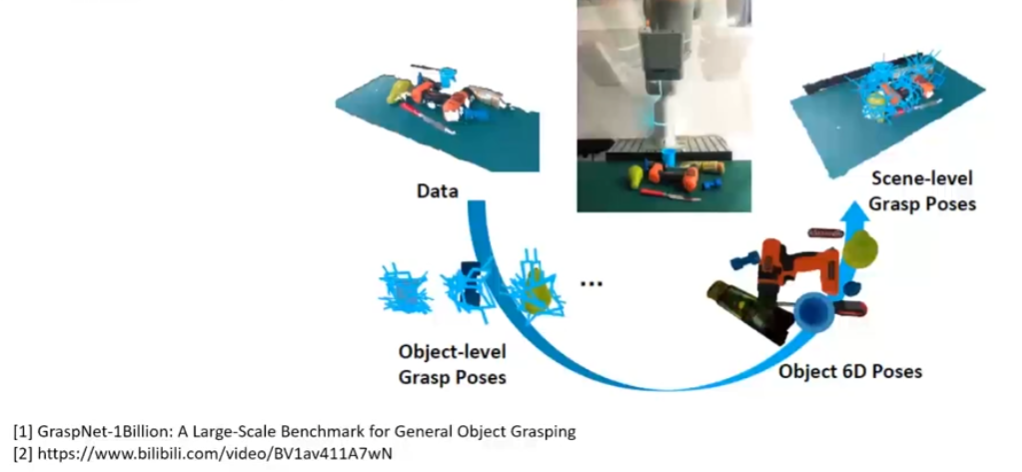 Data
Scene-level
Grasp Poses
...
Object-level
Grasp Poses
Object 6D Poses
[1] GraspNet-1Billion: A Large-Scale Benchmark for General Object Grasping
[2] https://www.bilibili.com/video/BV1av411A7wN